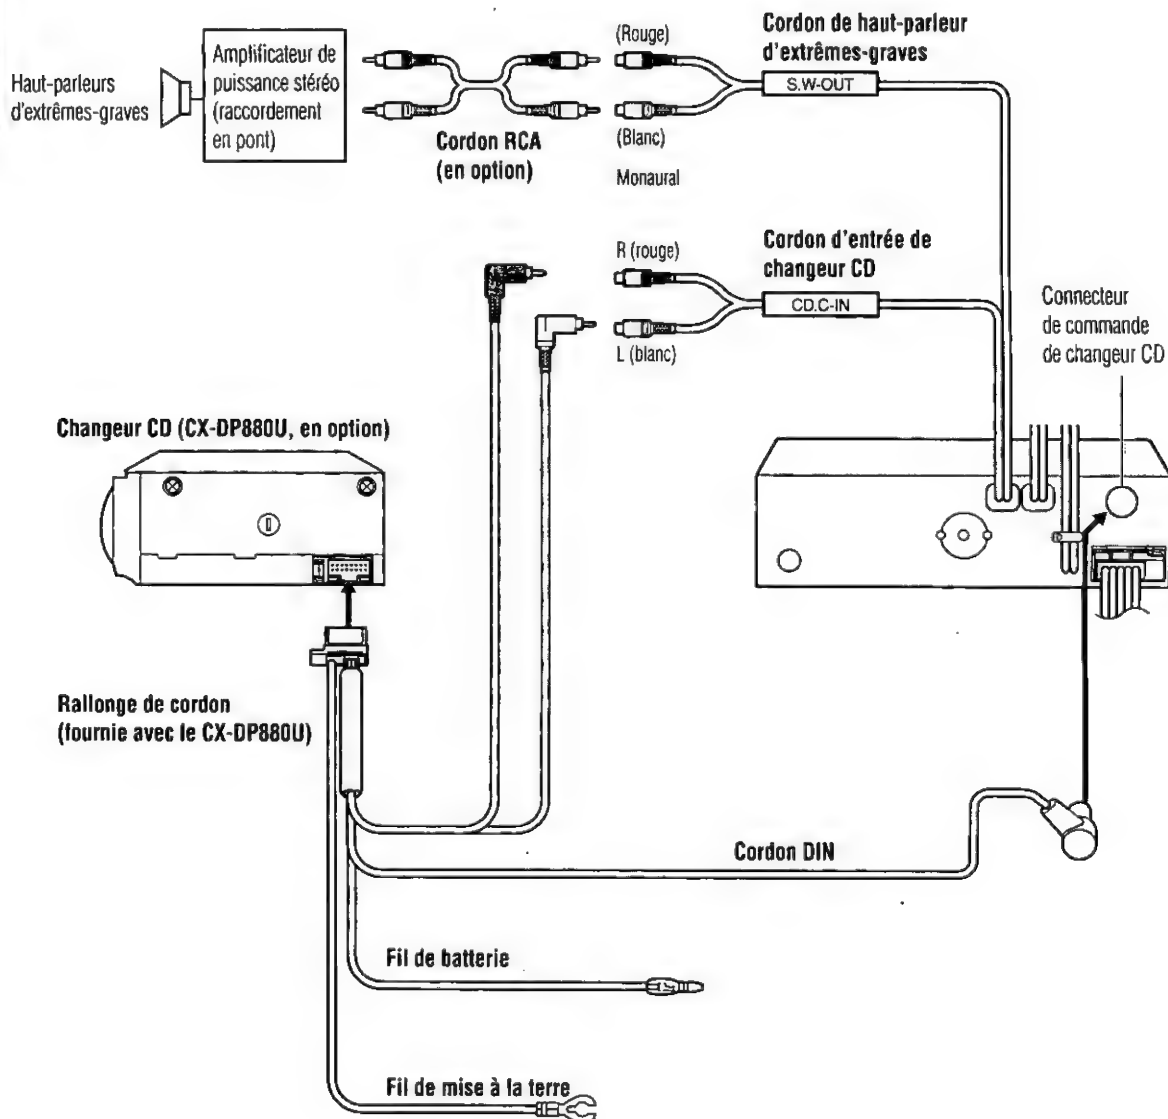 Haut-parleurs
d'extrêmes-graves
Amplificateur de
puissance stéréo
(raccordement
en pont)
Cordon RCA
(en option)
(Rouge)
(Blanc)
Monaural
Cordon de haut-parleur
d'extrêmes-graves
S.W-OUT
R (rouge)
L (blanc)
Cordon d'entrée de
changeur CD
CD.C-IN
Connecteur
de commande
de changeur CD
Changeur CD (CX-DP880U, en option)
Rallonge de cordon
(fournie avec le CX-DP880U)
Cordon DIN
Fil de batterie
Fil de mise à la terre